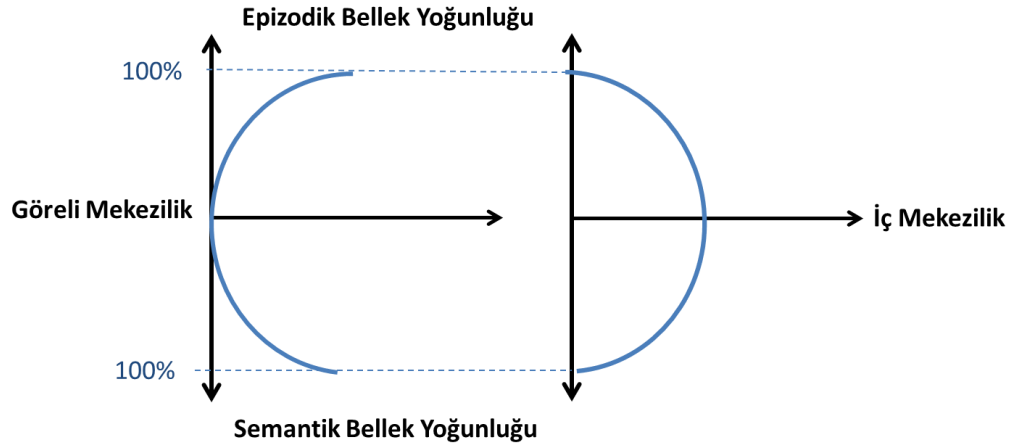 Epizodik Bellek Yoğunluğu
100%
Göreli Mekezilik
İç Mekezilik
100%
Semantik Bellek Yoğunluğu